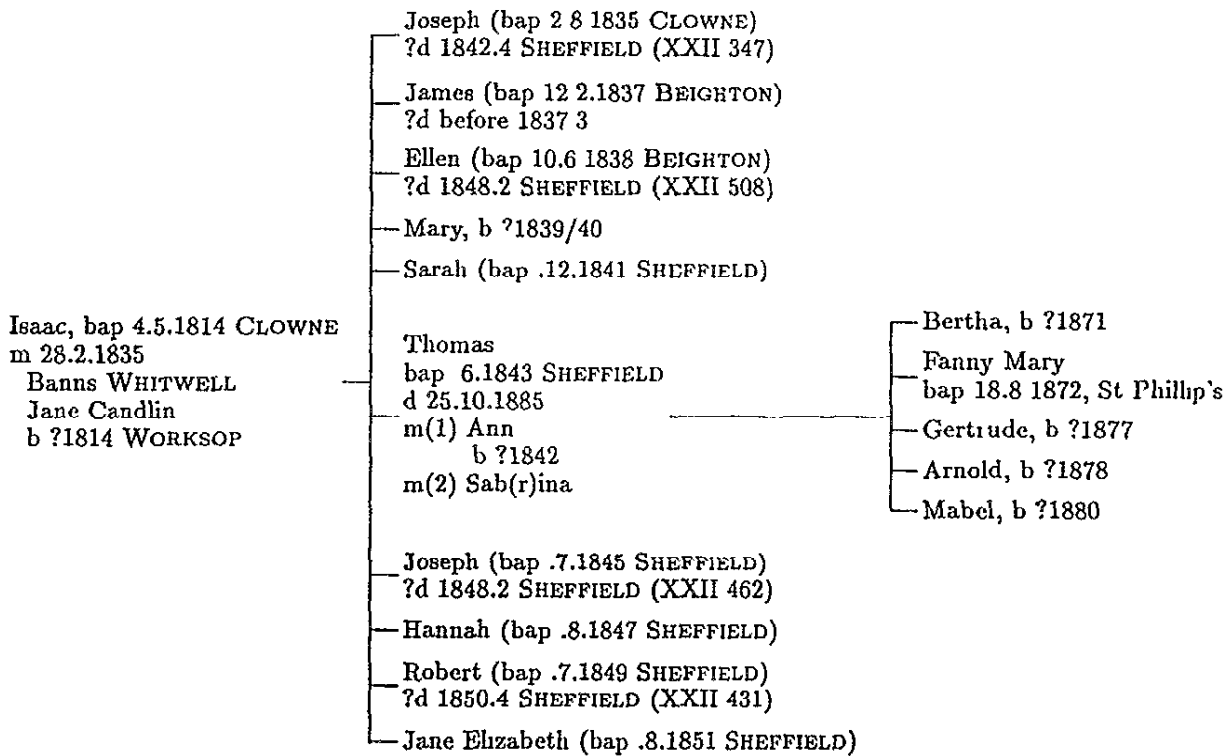 Isaac, bap 4.5.1814 CLOWNE
m 28.2.1835
Banns WHITWELL
Jane Candlin
b ?1814 WORKSOP
Joseph (bap 2 8 1835 CLOWNE)
?d 1842.4 SHEFFIELD (XXII 347)
James (bap 12 2.1837 BEIGHTON)
?d before 1837 3
Ellen (bap 10.6 1838 BEIGHTON)
?d 1848.2 SHEFFIELD (XXII 508)
Mary, b ?1839/40
Sarah (bap .12.1841 SHEFFIELD)
Thomas
bap 6.1843 SHEFFIELD
d 25.10.1885
m(1) Ann
b ?1842
m(2) Sab(r)ina
Joseph (bap .7.1845 SHEFFIELD)
?d 1848.2 SHEFFIELD (XXII 462)
Hannah (bap .8.1847 SHEFFIELD)
Robert (bap .7.1849 SHEFFIELD)
?d 1850.4 SHEFFIELD (XXII 431)
Jane Elizabeth (bap .8.1851 SHEFFIELD)
Bertha, b ?1871
Fanny Mary
bap 18.8 1872, St Phillip's
Gertrude, b ?1877
Arnold, b ?1878
Mabel, b ?1880